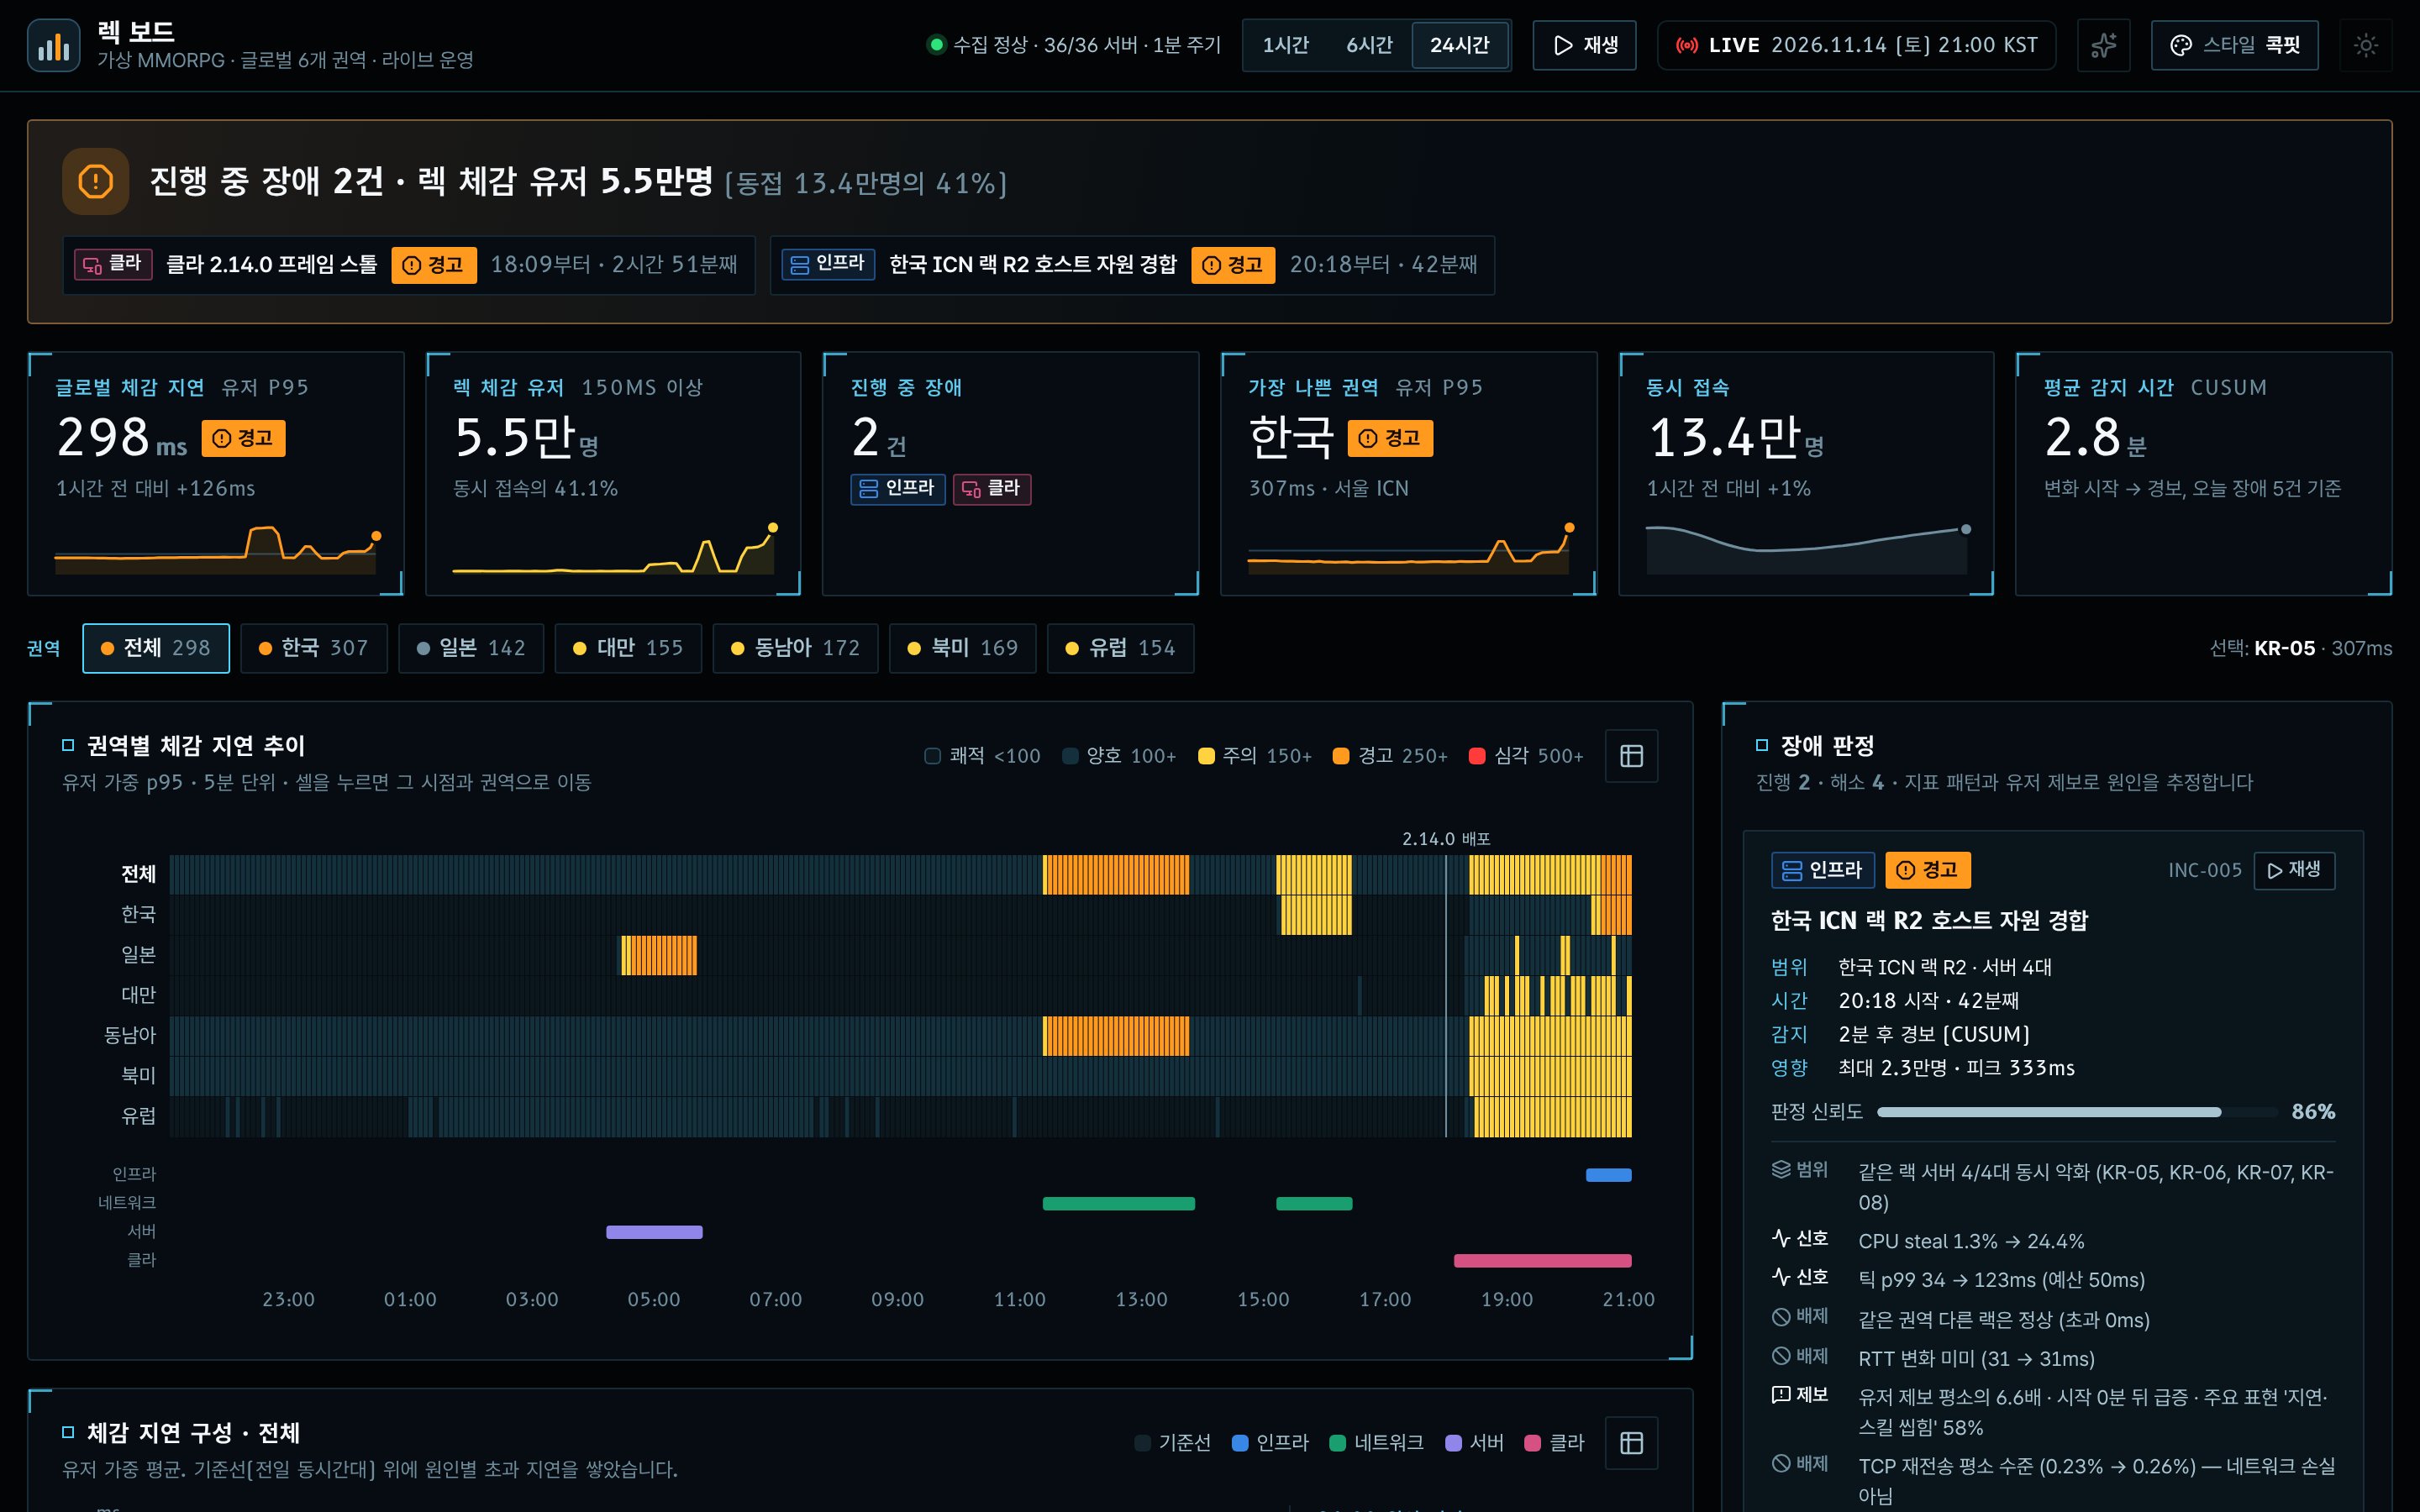 렉 보드
가상 MMORPG · 글로벌 6개 권역 · 라이브 운영
수집 정상 · 36/36 서버 · 1분 주기
1시간 6시간 24시간
재생
LIVE 2026.11.14 [토] 21:00 KST
스타일 콕핏
진행 중 장애 2건 · 렉 체감 유저 5.5만명 [동접 13.4만명의 41%]
클라 클라 2.14.0 프레임 스톨 경고 18:09부터 · 2시간 51분째
인프라 한국 ICN 랙 R2 호스트 자원 경합 경고 20:18부터 · 42분째
글로벌 체감 지연 유저 P95
298 ms 경고
1시간 전 대비 +126ms
렉 체감 유저 150MS 이상
5.5만 명
동시 접속의 41.1%
진행 중 장애
2 건
인프라 클라
가장 나쁜 권역 유저 P95
한국 경고
307ms · 서울 ICN
동시 접속
13.4만 명
1시간 전 대비 +1%
평균 감지 시간 CUSUM
2.8 분
변화 시작 → 경보, 오늘 장애 5건 기준
권역 전체 298 한국 307 일본 142 대만 155 동남아 172 북미 169 유럽 154
선택: KR-05 · 307ms
권역별 체감 지연 추이
유저 가중 p95 · 5분 단위 · 셀을 누르면 그 시점과 권역으로 이동
쾌적 <100 양호 100+ 주의 150+ 경고 250+ 심각 500+
2.14.0 배포
전체
한국
일본
대만
동남아
북미
유럽
인프라
네트워크
서버
클라
23:00 01:00 03:00 05:00 07:00 09:00 11:00 13:00 15:00 17:00 19:00 21:00
체감 지연 구성 · 전체
유저 가중 평균. 기준선[전일 동시간대] 위에 원인별 초과 지연을 쌓았습니다.
기준선 인프라 네트워크 서버 클라
장애 판정
진행 2 · 해소 4 · 지표 패턴과 유저 제보로 원인을 추정합니다
인프라 경고 INC-005 재생
한국 ICN 랙 R2 호스트 자원 경합
범위 한국 ICN 랙 R2 · 서버 4대
시간 20:18 시작 · 42분째
감지 2분 후 경보 [CUSUM]
영향 최대 2.3만명 · 피크 333ms
판정 신뢰도 86%
범위 같은 랙 서버 4/4대 동시 악화 (KR-05, KR-06, KR-07, KR-
08)
신호 CPU steal 1.3% → 24.4%
신호 틱 p99 34 → 123ms (예산 50ms)
배제 같은 권역 다른 랙은 정상 (초과 0ms)
배제 RTT 변화 미미 (31 → 31ms)
제보 유저 제보 평소의 6.6배 · 시작 0분 뒤 급증 · 주요 표현 '지연·
스킬 씹힘' 58%
배제 TCP 재전송 평소 수준 (0.23% → 0.26%) — 네트워크 손실
아님